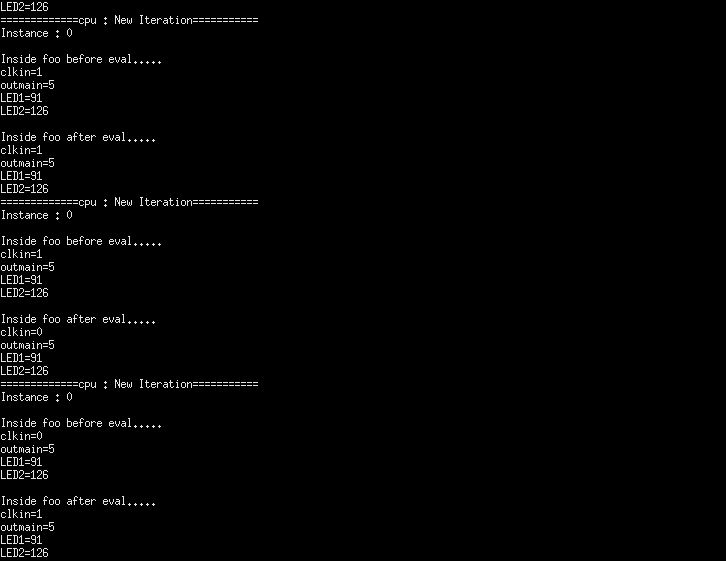 LED2=126
=============cpu : New Iteration===========
Instance : 0
Inside foo before eval.....
clkin=1
outmain=5
LED1=91
LED2=126
Inside foo after eval.....
clkin=1
outmain=5
LED1=91
LED2=126
=============cpu : New Iteration===========
Instance : 0
Inside foo before eval.....
clkin=1
outmain=5
LED1=91
LED2=126
Inside foo after eval.....
clkin=0
outmain=5
LED1=91
LED2=126
=============cpu : New Iteration===========
Instance : 0
Inside foo before eval.....
clkin=0
outmain=5
LED1=91
LED2=126
Inside foo after eval.....
clkin=1
outmain=5
LED1=91
LED2=126